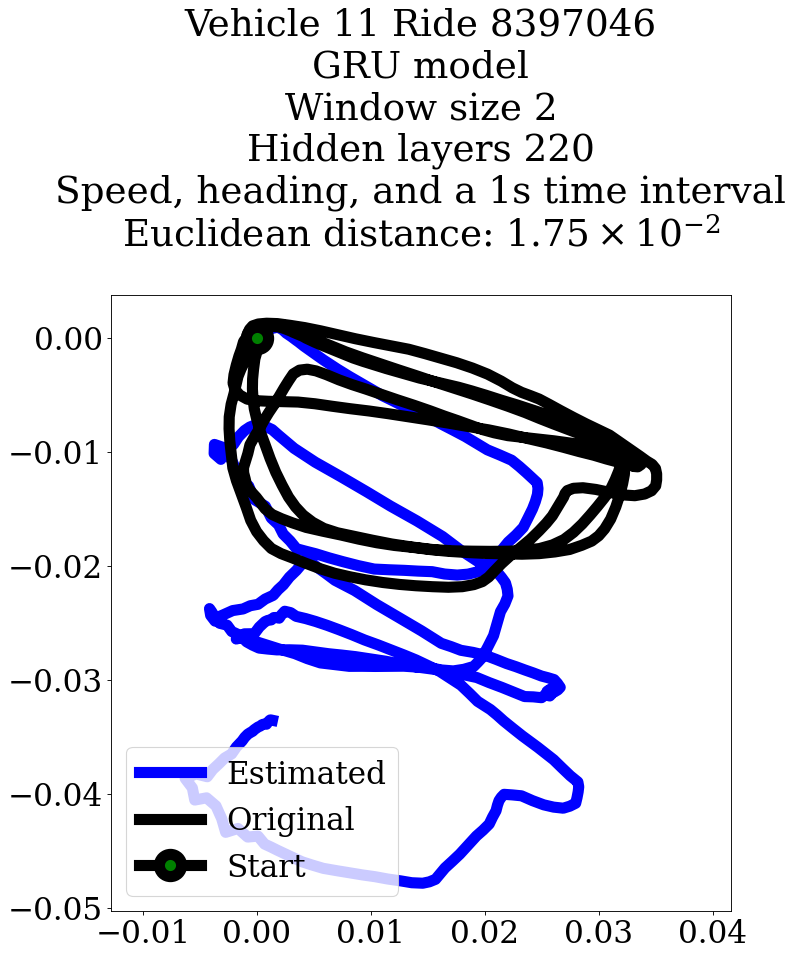 Vehicle 11 Ride 8397046
GRU model
Window size 2
Hidden layers 220
Speed, heading, and a 1s time interval
Euclidean distance: 1.75 × 10⁻²
0.00
−0.01
−0.02
−0.03
−0.04
−0.05
Estimated
Original
Start
−0.01 0.00 0.01 0.02 0.03 0.04